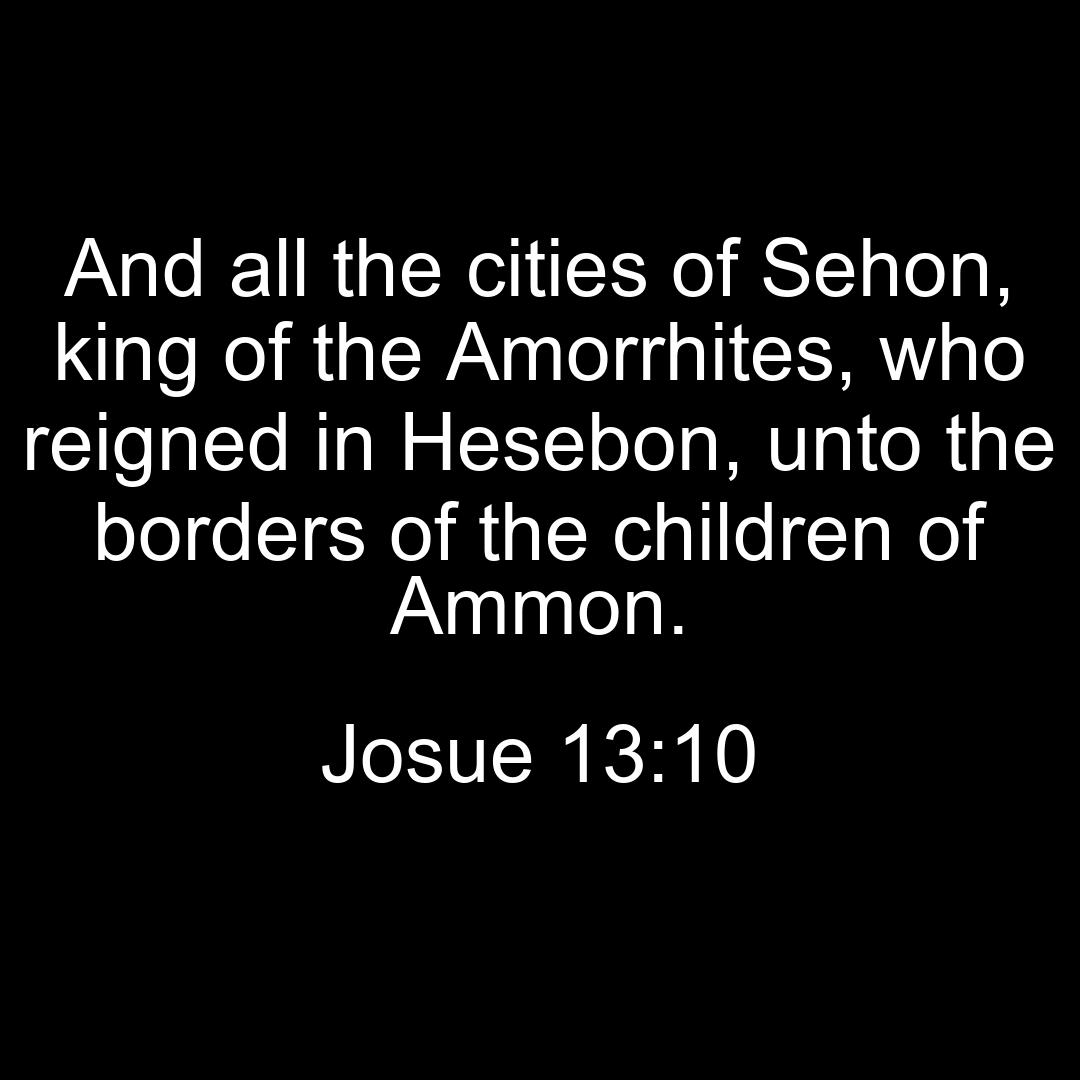 And all the cities of Sehon,
king of the Amorrhites, who
reigned in Hesebon, unto the
borders of the children of
Ammon.
Josue 13:10